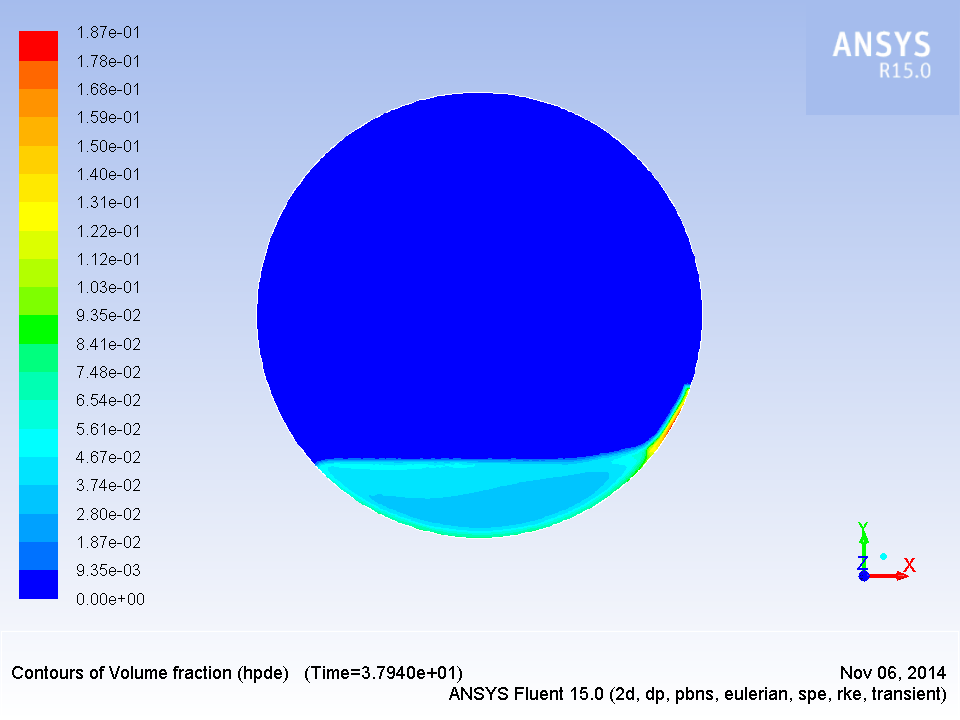 1.87e-01
1.78e-01
1.68e-01
1.59e-01
1.50e-01
1.40e-01
1.31e-01
1.22e-01
1.12e-01
1.03e-01
9.35e-02
8.41e-02
7.48e-02
6.54e-02
5.61e-02
4.67e-02
3.74e-02
2.80e-02
1.87e-02
9.35e-03
0.00e+00
ANSYS
R15.0
Y
Z
X
Contours of Volume fraction (hpde) (Time=3.7940e+01)
Nov 06, 2014
ANSYS Fluent 15.0 (2d, dp, pbns, eulerian, spe, rke, transient)